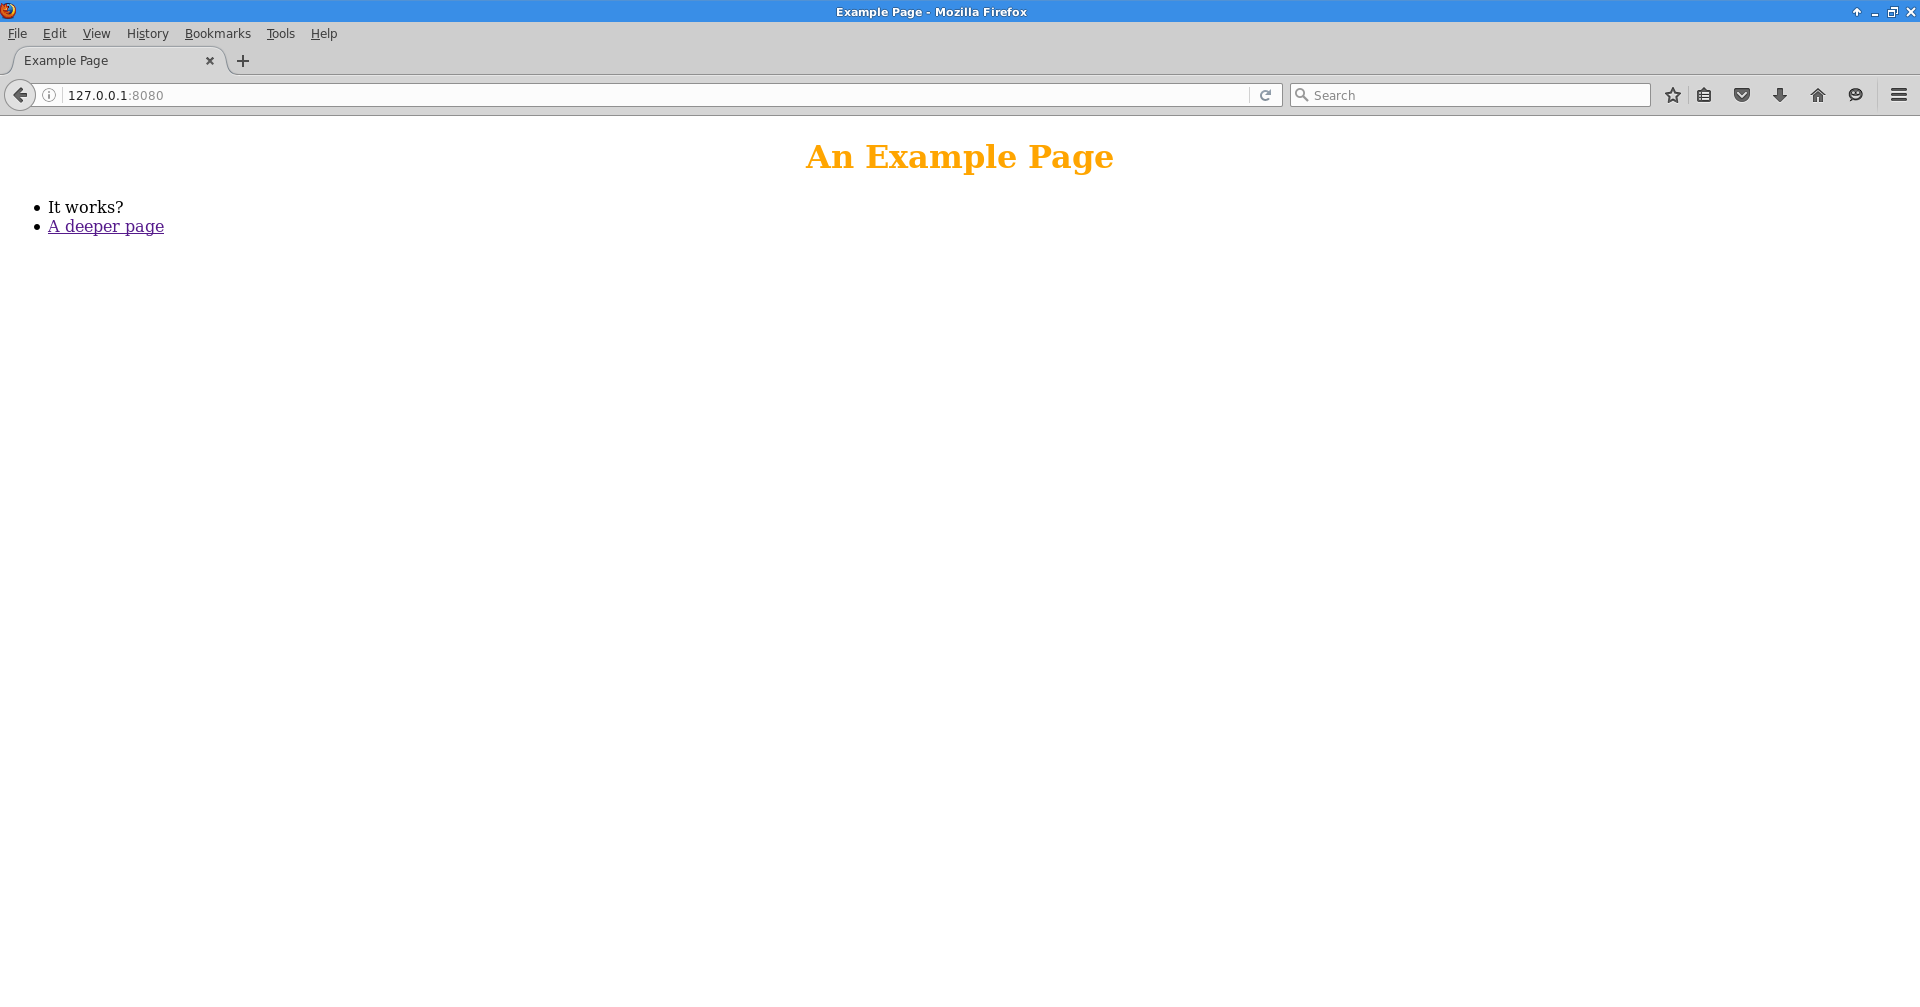 Example Page - Mozilla Firefox
File Edit View History Bookmarks Tools Help
Example Page
127.0.0.1:8080
Search
An Example Page
It works?
A deeper page